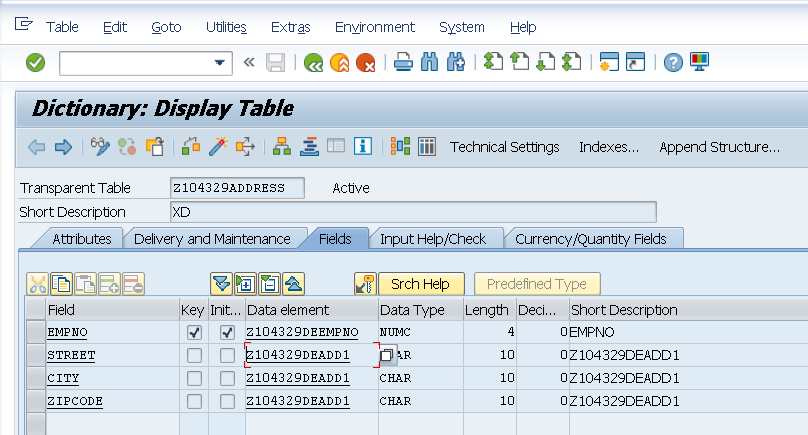 Table Edit Goto Utilities Extras Environment System Help
Dictionary: Display Table
Technical Settings Indexes... Append Structure...
Transparent Table Z104329ADDRESS Active
Short Description XD
Attributes Delivery and Maintenance Fields Input Help/Check Currency/Quantity Fields
Srch Help Predefined Type
Field Key Init... Data element Data Type Length Deci... Short Description
EMPNO Z104329DEEMPNO NUMC 4 0 EMPNO
STREET Z104329DEADD1 AR 10 0 Z104329DEADD1
CITY Z104329DEADD1 CHAR 10 0 Z104329DEADD1
ZIPCODE Z104329DEADD1 CHAR 10 0 Z104329DEADD1